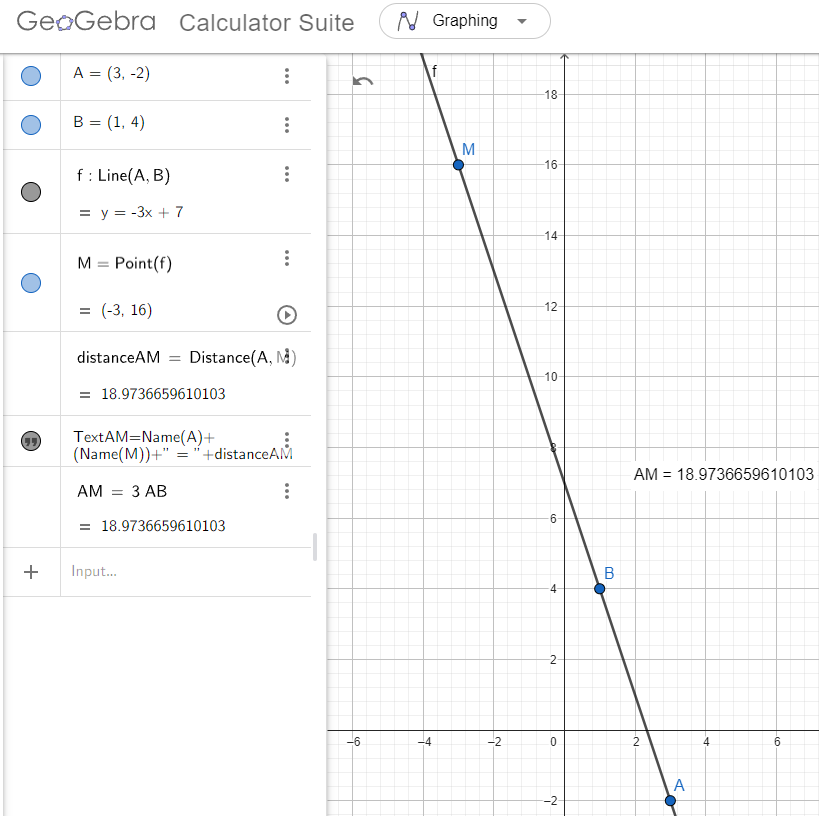 GeoGebra Calculator Suite Graphing
A = (3, -2)
B = (1, 4)
f : Line(A, B)
= y = -3x + 7
M = Point(f)
= (-3, 16)
distanceAM = Distance(A, M)
= 18.9736659610103
TextAM=Name(A)+
(Name(M))+" = "+distanceAM
AM = 3 AB
= 18.9736659610103
+ Input...
f
18
M
16
14
12
10
8
AM = 18.9736659610103
6
B
4
2
-6 -4 -2 0 2 4 6
A
-2